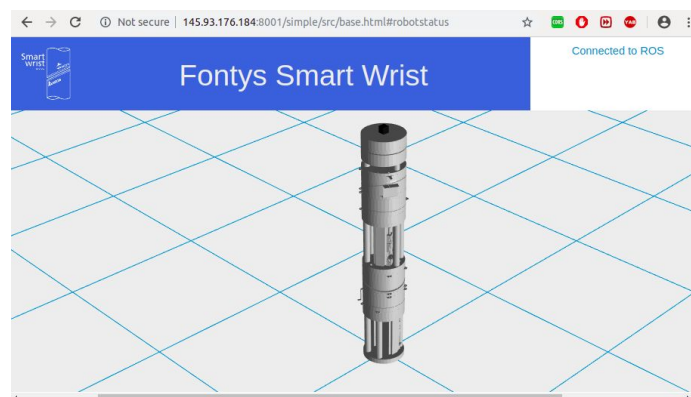 Not secure | 145.93.176.184:8001/simple/src/base.html#robotstatus
Smart
wrist
Fontys Smart Wrist
Connected to ROS